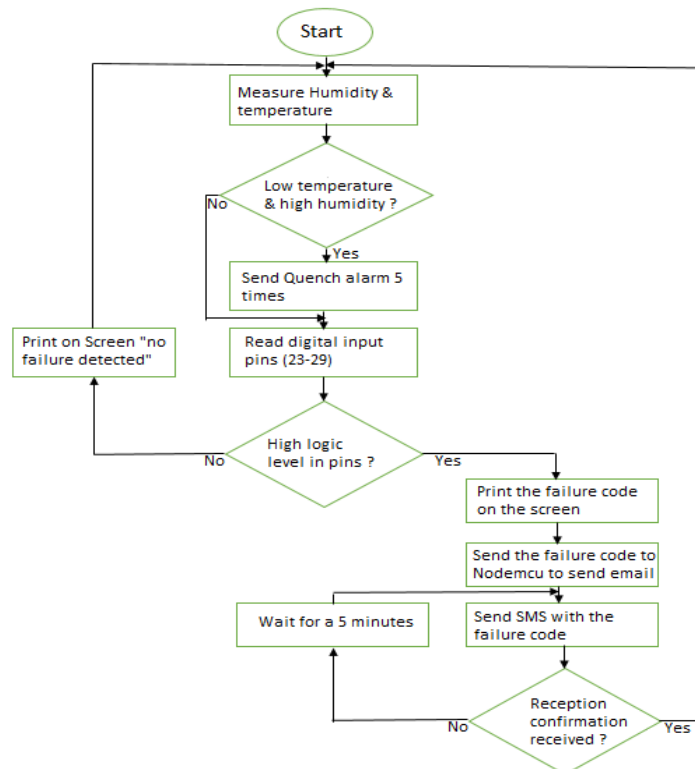 Start
Measure Humidity &
temperature
Low temperature
& high humidity ?
No
Yes
Send Quench alarm 5
times
Print on Screen "no
failure detected"
Read digital input
pins (23-29)
High logic
level in pins ?
No
Yes
Print the failure code
on the screen
Send the failure code to
Nodemcu to send email
Wait for a 5 minutes
Send SMS with the
failure code
Reception
confirmation
received ?
No
Yes